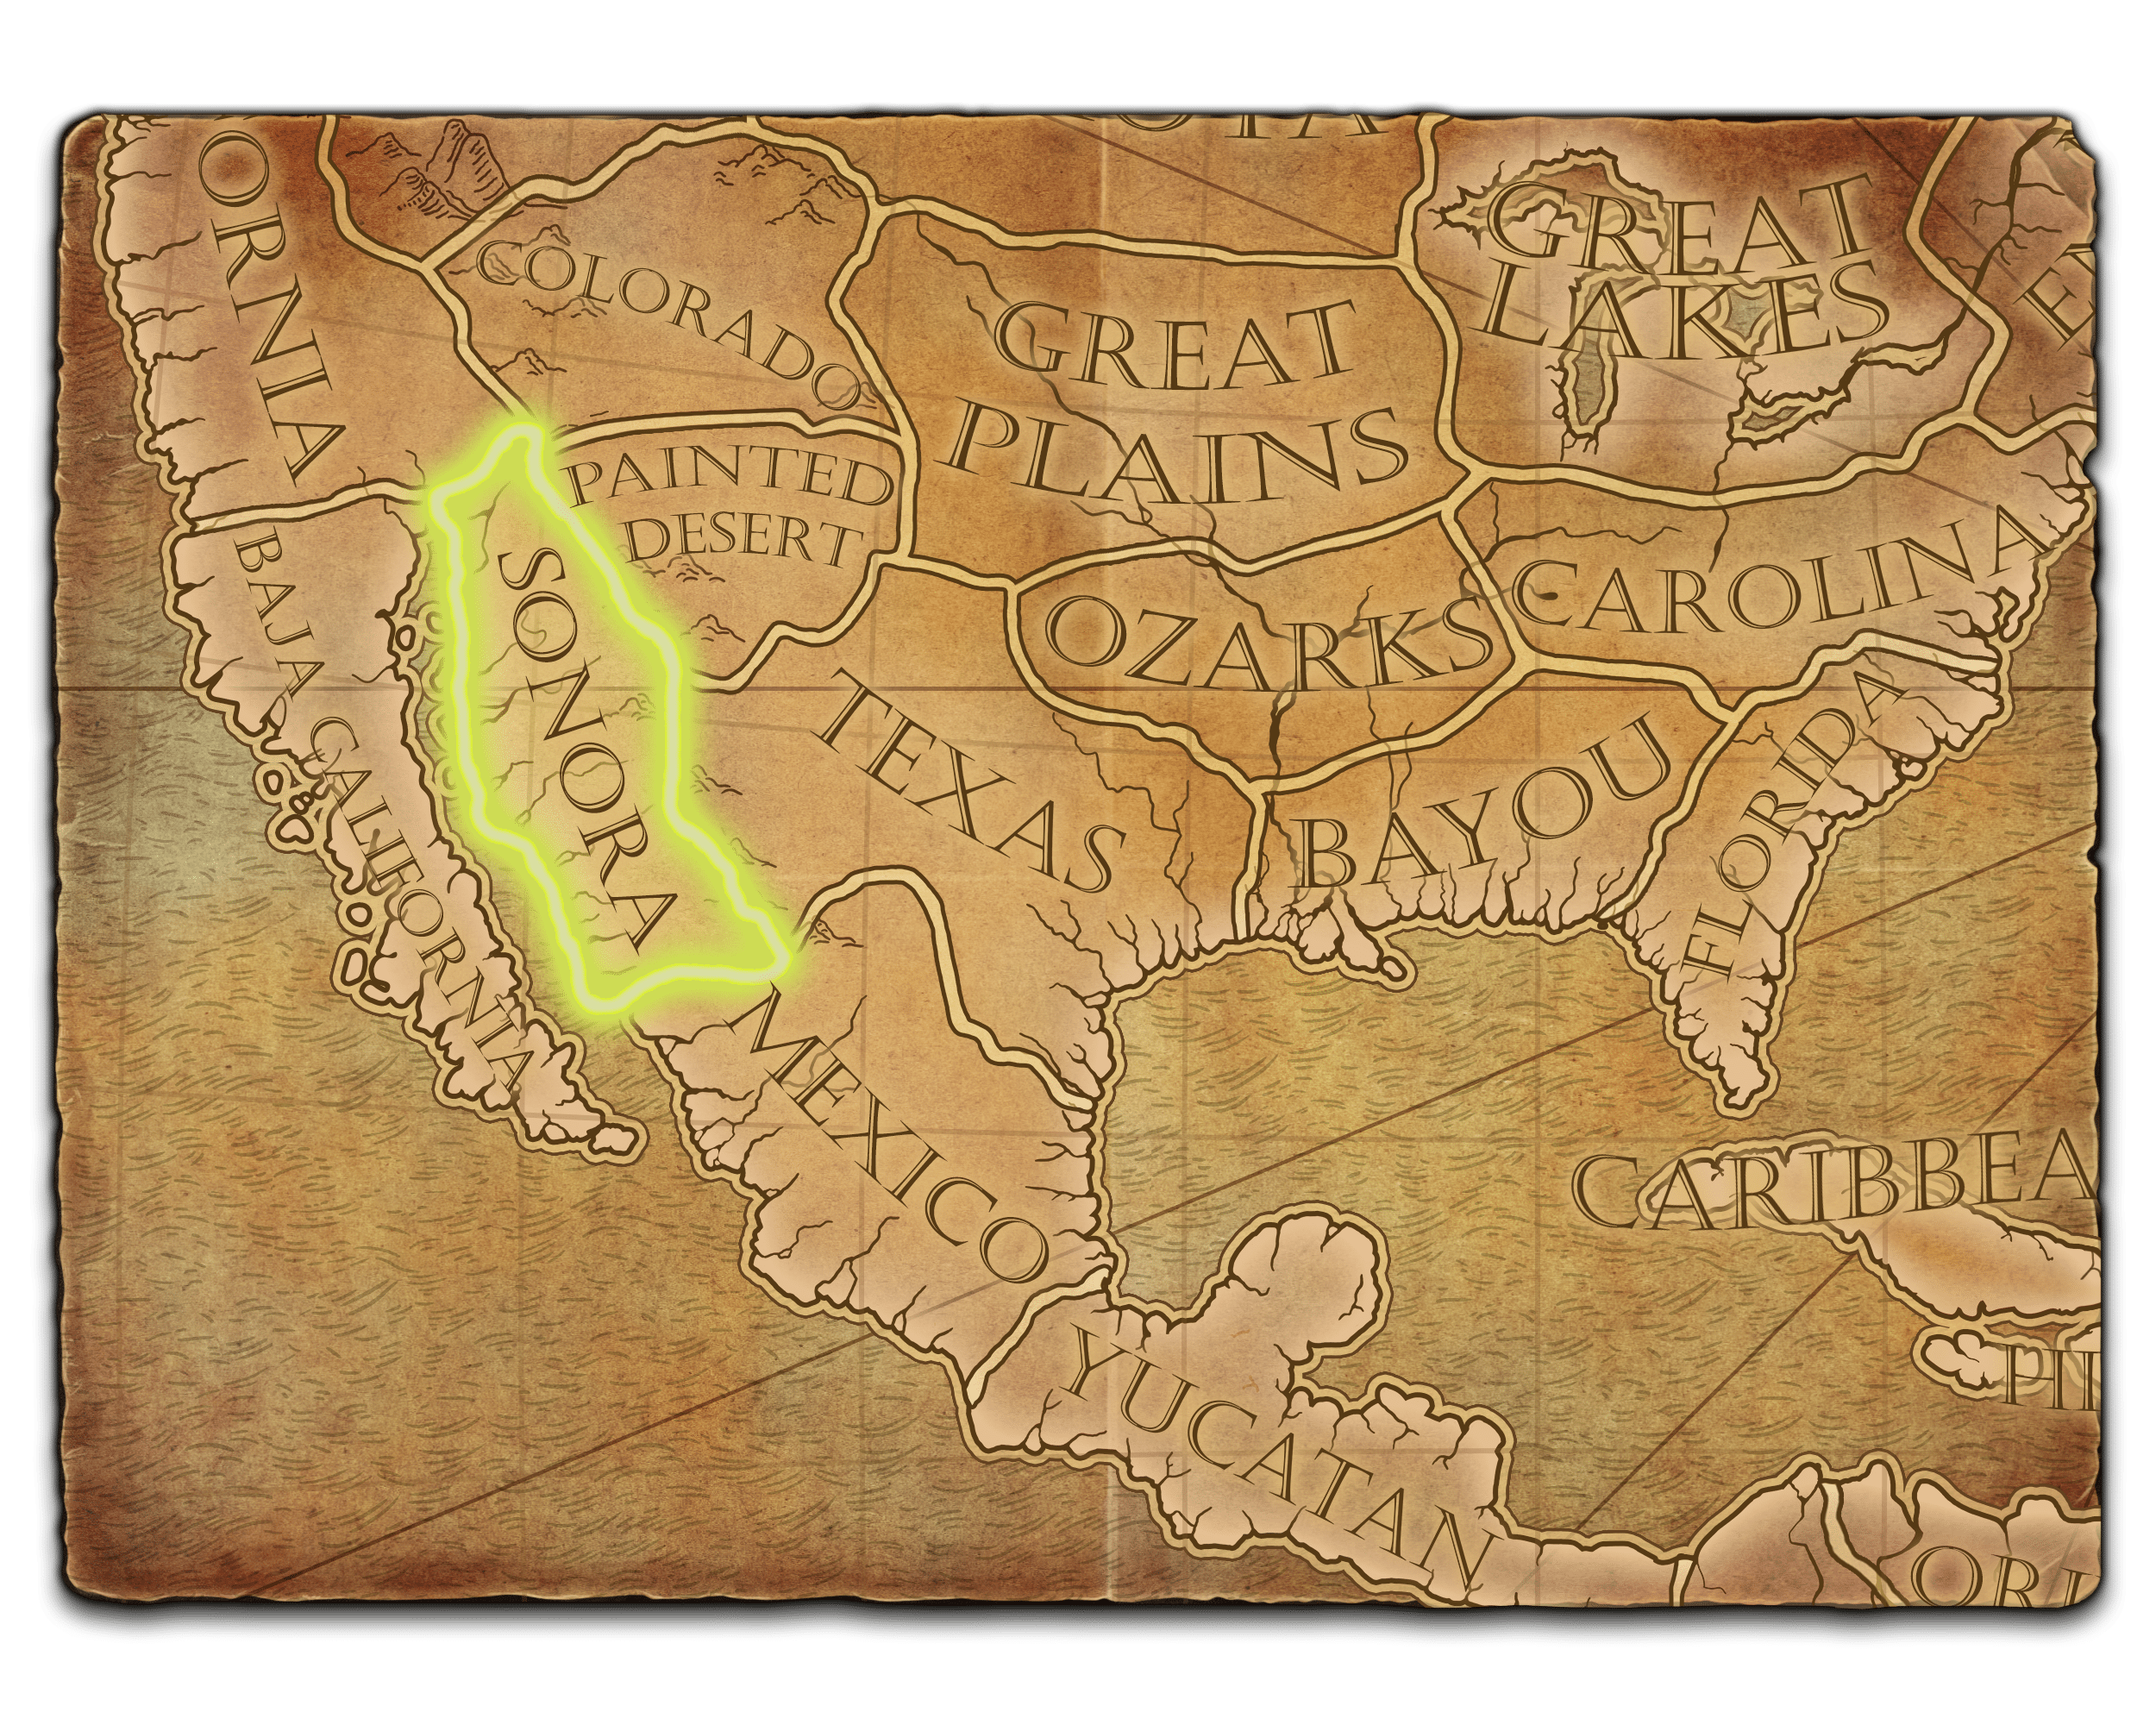 ORNIA
GREAT
LAKES
COLORADO
GREAT
PLAINS
PAINTED
DESERT
SONORA
BAJA CALIFORNIA
OZARKS
CAROLINA
TEXAS
BAYOU
FLORIDA
MEXICO
CARIBBEA
YUCATAN